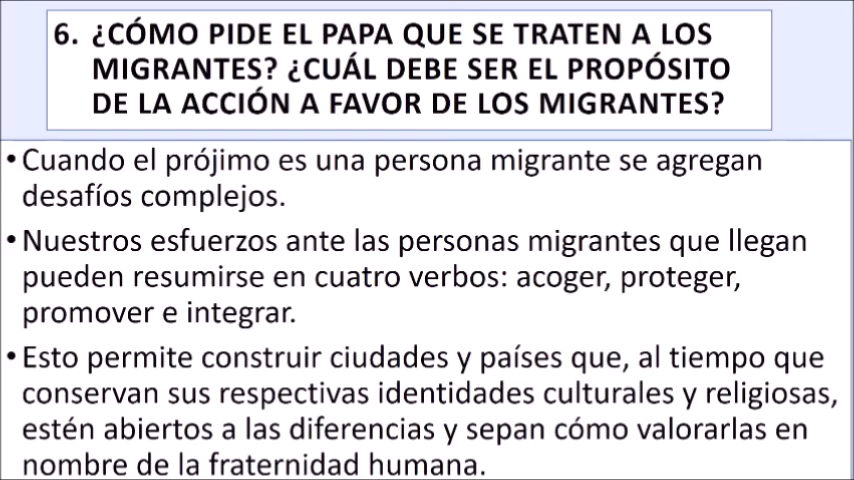 6. ¿CÓMO PIDE EL PAPA QUE SE TRATEN A LOS
MIGRANTES? ¿CUÁL DEBE SER EL PROPÓSITO
DE LA ACCIÓN A FAVOR DE LOS MIGRANTES?
• Cuando el prójimo es una persona migrante se agregan
desafíos complejos.
• Nuestros esfuerzos ante las personas migrantes que llegan
pueden resumirse en cuatro verbos: acoger, proteger,
promover e integrar.
• Esto permite construir ciudades y países que, al tiempo que
conservan sus respectivas identidades culturales y religiosas,
estén abiertos a las diferencias y sepan cómo valorarlas en
nombre de la fraternidad humana.